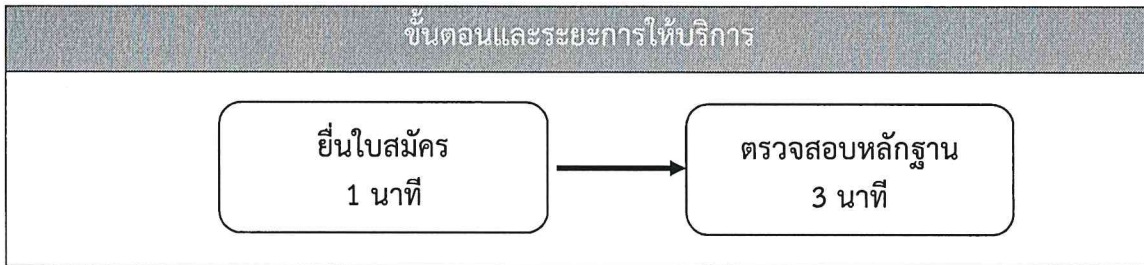 ขั้นตอนและระยะการให้บริการ
ยื่นใบสมัคร
1 นาที
ตรวจสอบหลักฐาน
3 นาที